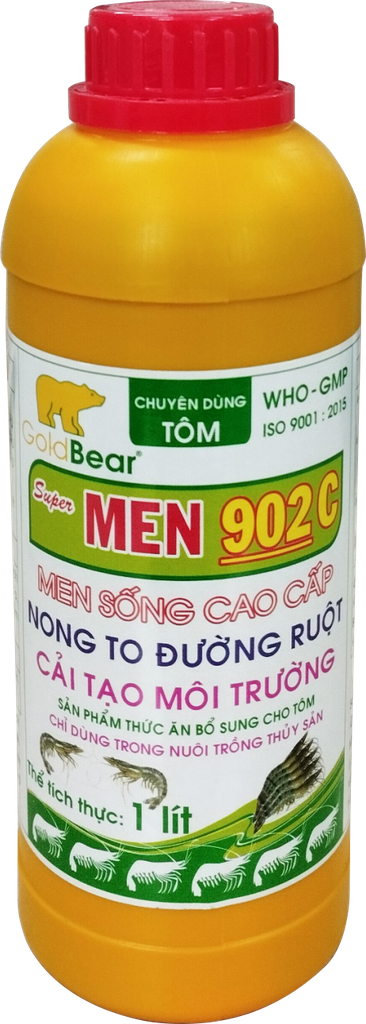 CHUYÊN DÙNG
TÔM
WHO-GMP
ISO 9001 : 2015
GoldBear®
Super MEN 902 C
MEN SỐNG CAO CẤP
NONG TO ĐƯỜNG RUỘT
CẢI TẠO MÔI TRƯỜNG
SẢN PHẨM THỨC ĂN BỔ SUNG CHO TÔM
CHỈ DÙNG TRONG NUÔI TRỒNG THỦY SẢN
Thể tích thực: 1 lít